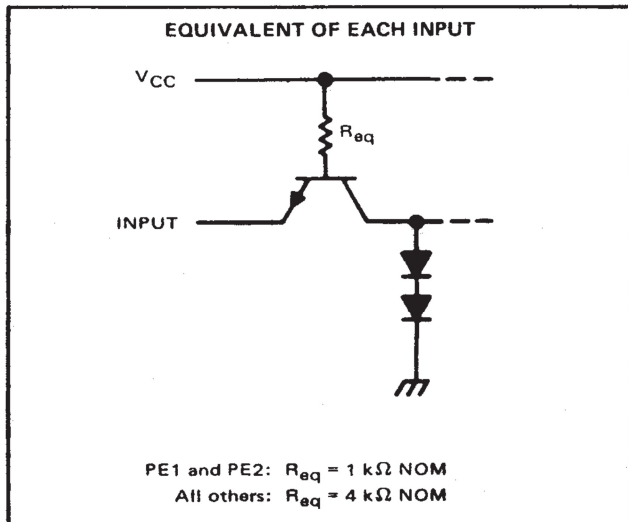 EQUIVALENT OF EACH INPUT
VCC
Req
INPUT
PE1 and PE2: Req = 1 kΩ NOM
All others: Req = 4 kΩ NOM